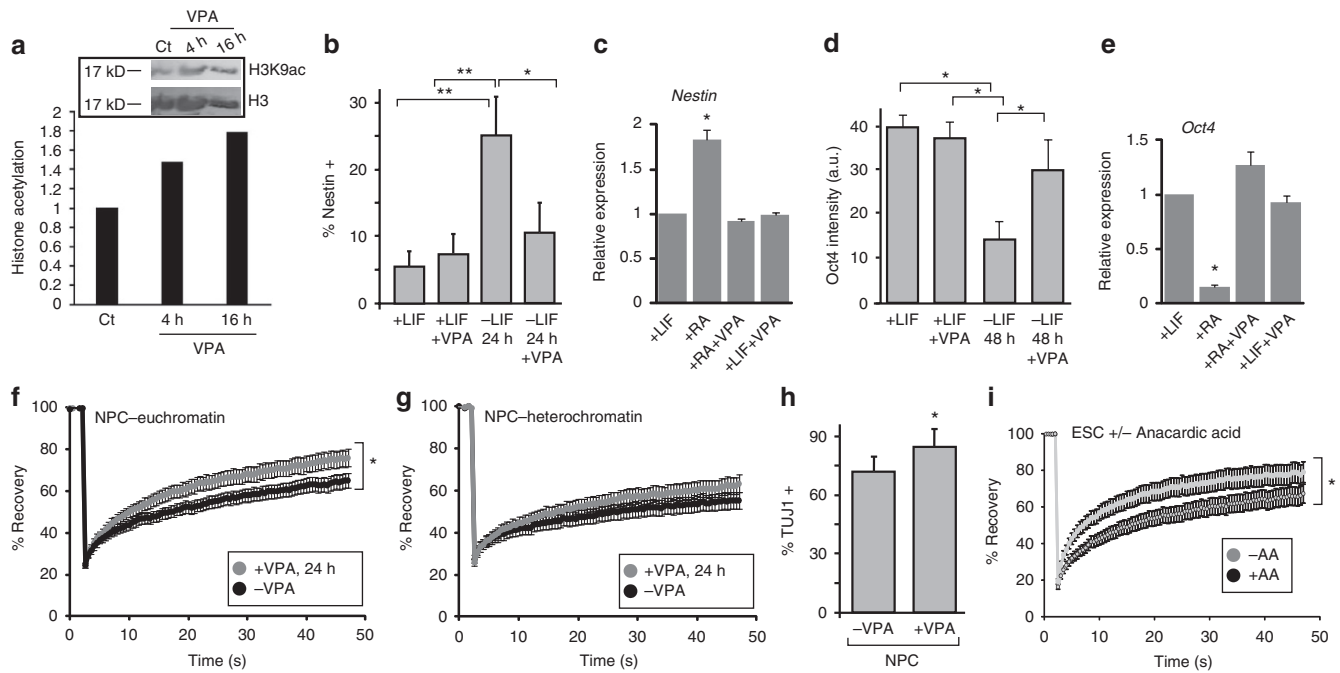 a
VPA
Ct 4 h 16 h
17 kD— H3K9ac
17 kD— H3
Histone acetylation
2
1.8
1.6
1.4
1.2
1
0.8
0.6
0.4
0.2
0
Ct 4 h 16 h
VPA
b
** *
**
% Nestin +
30
20
10
0
+LIF +LIF –LIF –LIF
+VPA 24 h 24 h
+VPA
c
Nestin
*
Relative expression
2
1.5
1
0.5
0
+LIF
+RA
+RA+VPA
+LIF+VPA
d
*
*
*
Oct4 intensity (a.u.)
40
30
20
10
0
+LIF +LIF –LIF –LIF
+VPA 48 h 48 h
+VPA
e
Oct4
Relative expression
1.5
1
0.5
0
*
+LIF
+RA
+RA+VPA
+LIF+VPA
f
NPC–euchromatin
% Recovery
100
80
60
40
20
0
*
+VPA, 24 h
–VPA
0 10 20 30 40 50
Time (s)
g
NPC–heterochromatin
% Recovery
100
80
60
40
20
0
+VPA, 24 h
–VPA
0 10 20 30 40 50
Time (s)
h
*
% TUJ1 +
90
60
30
0
–VPA +VPA
NPC
i
ESC +/– Anacardic acid
% Recovery
100
80
60
40
20
0
*
–AA
+AA
0 10 20 30 40 50
Time (s)